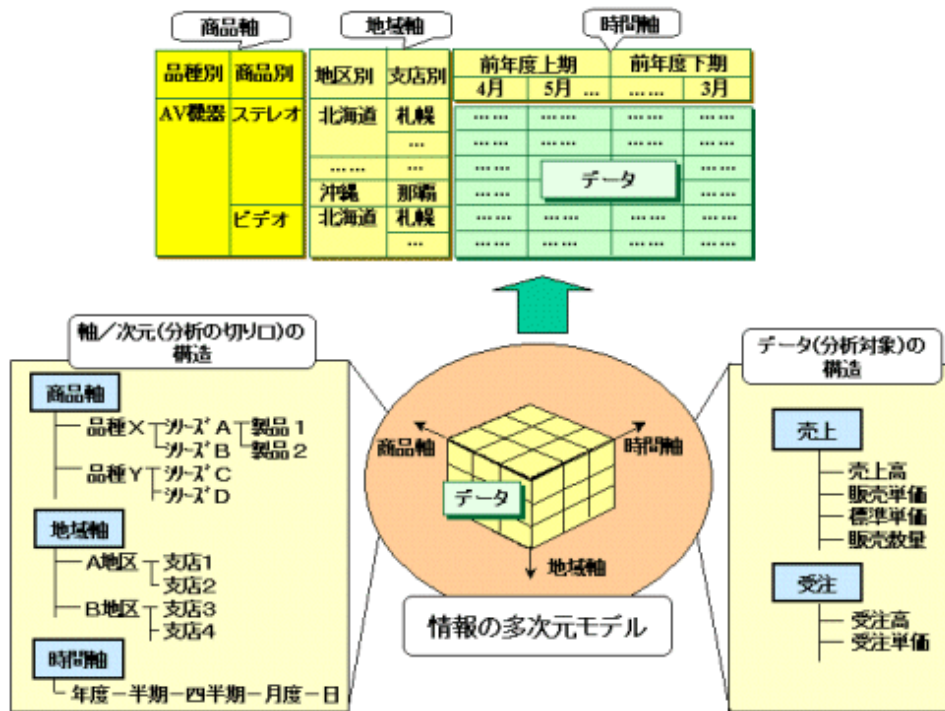 商品軸 地域軸 時間軸
品種別 商品別 地区別 支店別 前年度上期 前年度下期
4月 5月 … …… 3月
AV機器 ステレオ 北海道 札幌 …… …… …… ……
… …… …… …… ……
…… … …… …… …… ……
データ
沖縄 那覇 …… …… …… ……
ビデオ 北海道 札幌 …… …… …… ……
… …… …… …… ……
軸/次元(分析の切り口)の
構造
商品軸
品種X シリーズA 製品1
シリーズB 製品2
品種Y シリーズC
シリーズD
地域軸
A地区 支店1
支店2
B地区 支店3
支店4
時間軸
年度-半期-四半期-月度-日
商品軸 時間軸
データ
地域軸
情報の多次元モデル
データ(分析対象)の
構造
売上
売上高
販売単価
標準単価
販売数量
受注
受注高
受注単価